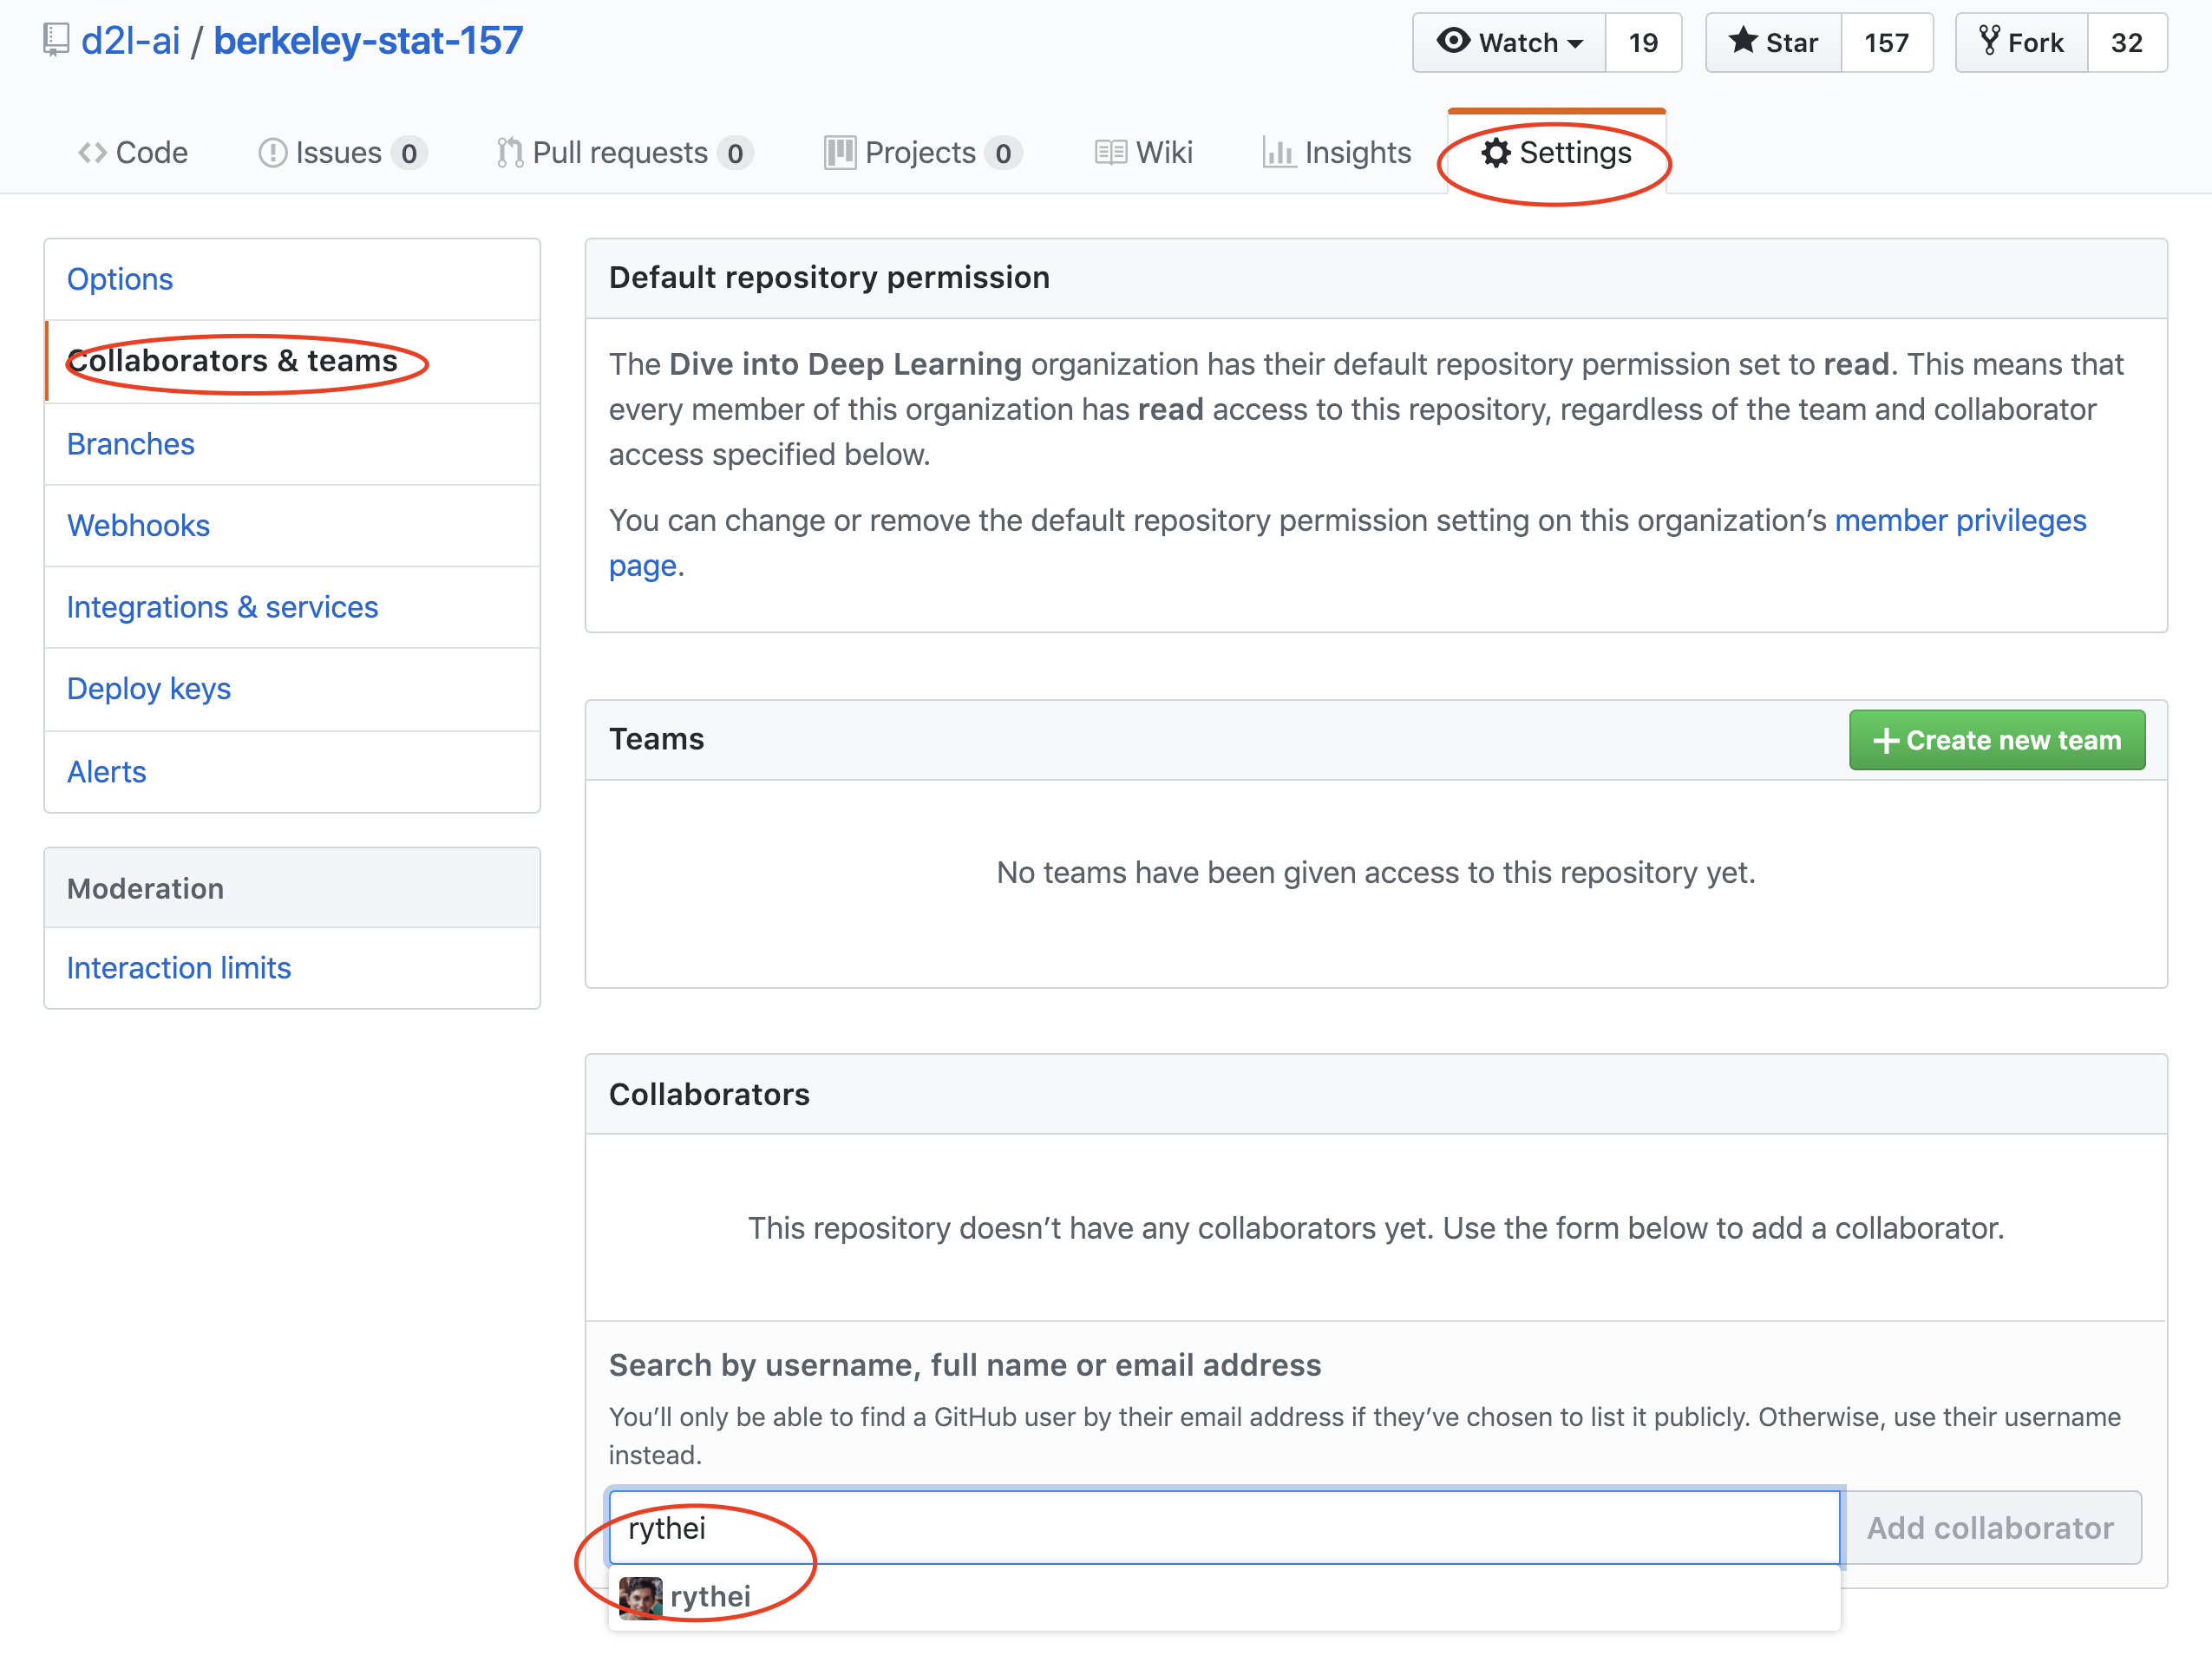 d2l-ai / berkeley-stat-157
Watch 19 Star 157 Fork 32
Code Issues 0 Pull requests 0 Projects 0 Wiki Insights Settings
Options
Collaborators & teams
Branches
Webhooks
Integrations & services
Deploy keys
Alerts
Moderation
Interaction limits
Default repository permission
The Dive into Deep Learning organization has their default repository permission set to read. This means that
every member of this organization has read access to this repository, regardless of the team and collaborator
access specified below.
You can change or remove the default repository permission setting on this organization’s member privileges
page.
Teams
Create new team
No teams have been given access to this repository yet.
Collaborators
This repository doesn’t have any collaborators yet. Use the form below to add a collaborator.
Search by username, full name or email address
You’ll only be able to find a GitHub user by their email address if they’ve chosen to list it publicly. Otherwise, use their username
instead.
rythei
Add collaborator
rythei